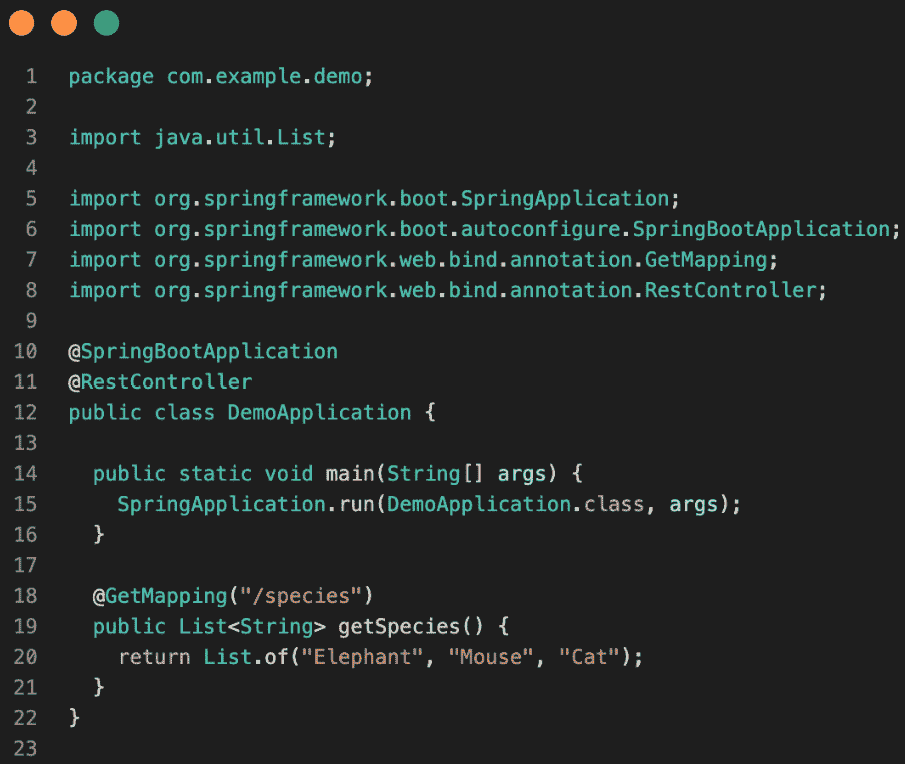 1 package com.example.demo;
2
3 import java.util.List;
4
5 import org.springframework.boot.SpringApplication;
6 import org.springframework.boot.autoconfigure.SpringBootApplication;
7 import org.springframework.web.bind.annotation.GetMapping;
8 import org.springframework.web.bind.annotation.RestController;
9
10 @SpringBootApplication
11 @RestController
12 public class DemoApplication {
13
14   public static void main(String[] args) {
15     SpringApplication.run(DemoApplication.class, args);
16   }
17
18   @GetMapping("/species")
19   public List<String> getSpecies() {
20     return List.of("Elephant", "Mouse", "Cat");
21   }
22 }
23